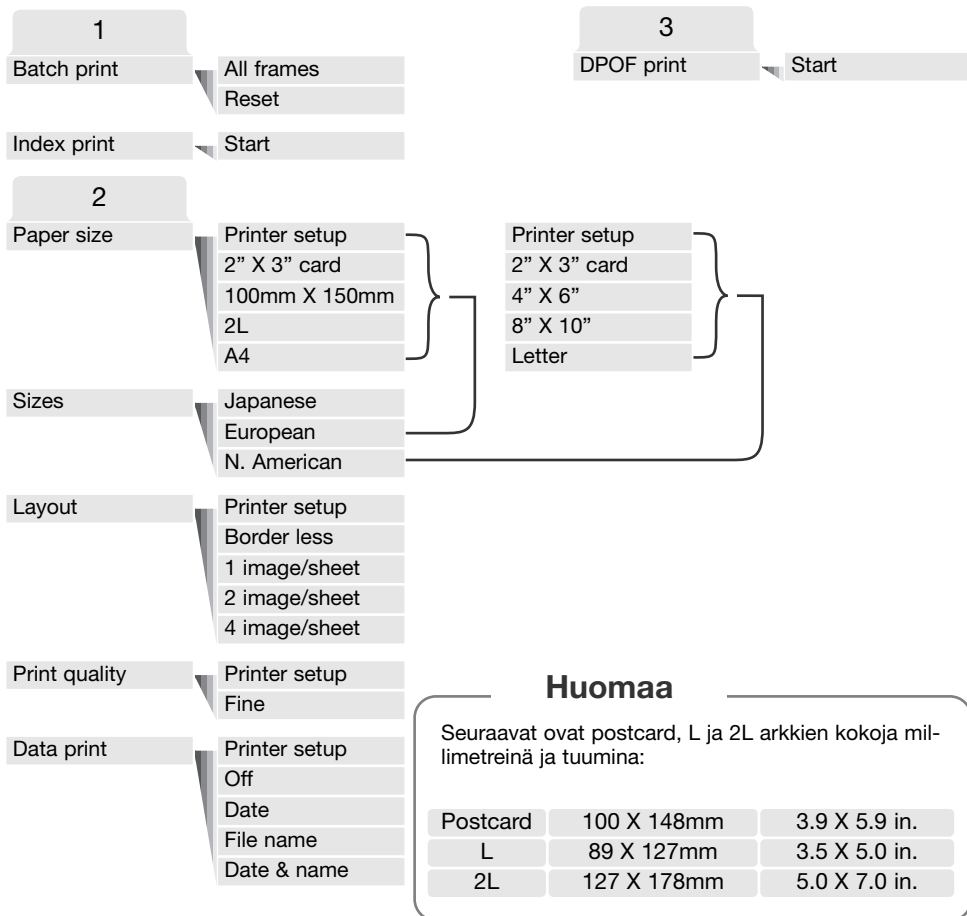 1
Batch print
All frames
Reset
Index print
Start
2
Paper size
Printer setup
2” X 3” card
100mm X 150mm
2L
A4
Printer setup
2” X 3” card
4” X 6”
8” X 10”
Letter
Sizes
Japanese
European
N. American
Layout
Printer setup
Border less
1 image/sheet
2 image/sheet
4 image/sheet
Print quality
Printer setup
Fine
Data print
Printer setup
Off
Date
File name
Date & name
3
DPOF print
Start
Huomaa
Seuraavat ovat postcard, L ja 2L arkkien kokoja mil-
limetreinä ja tuumina:
Postcard 100 X 148mm 3.9 X 5.9 in.
L 89 X 127mm 3.5 X 5.0 in.
2L 127 X 178mm 5.0 X 7.0 in.